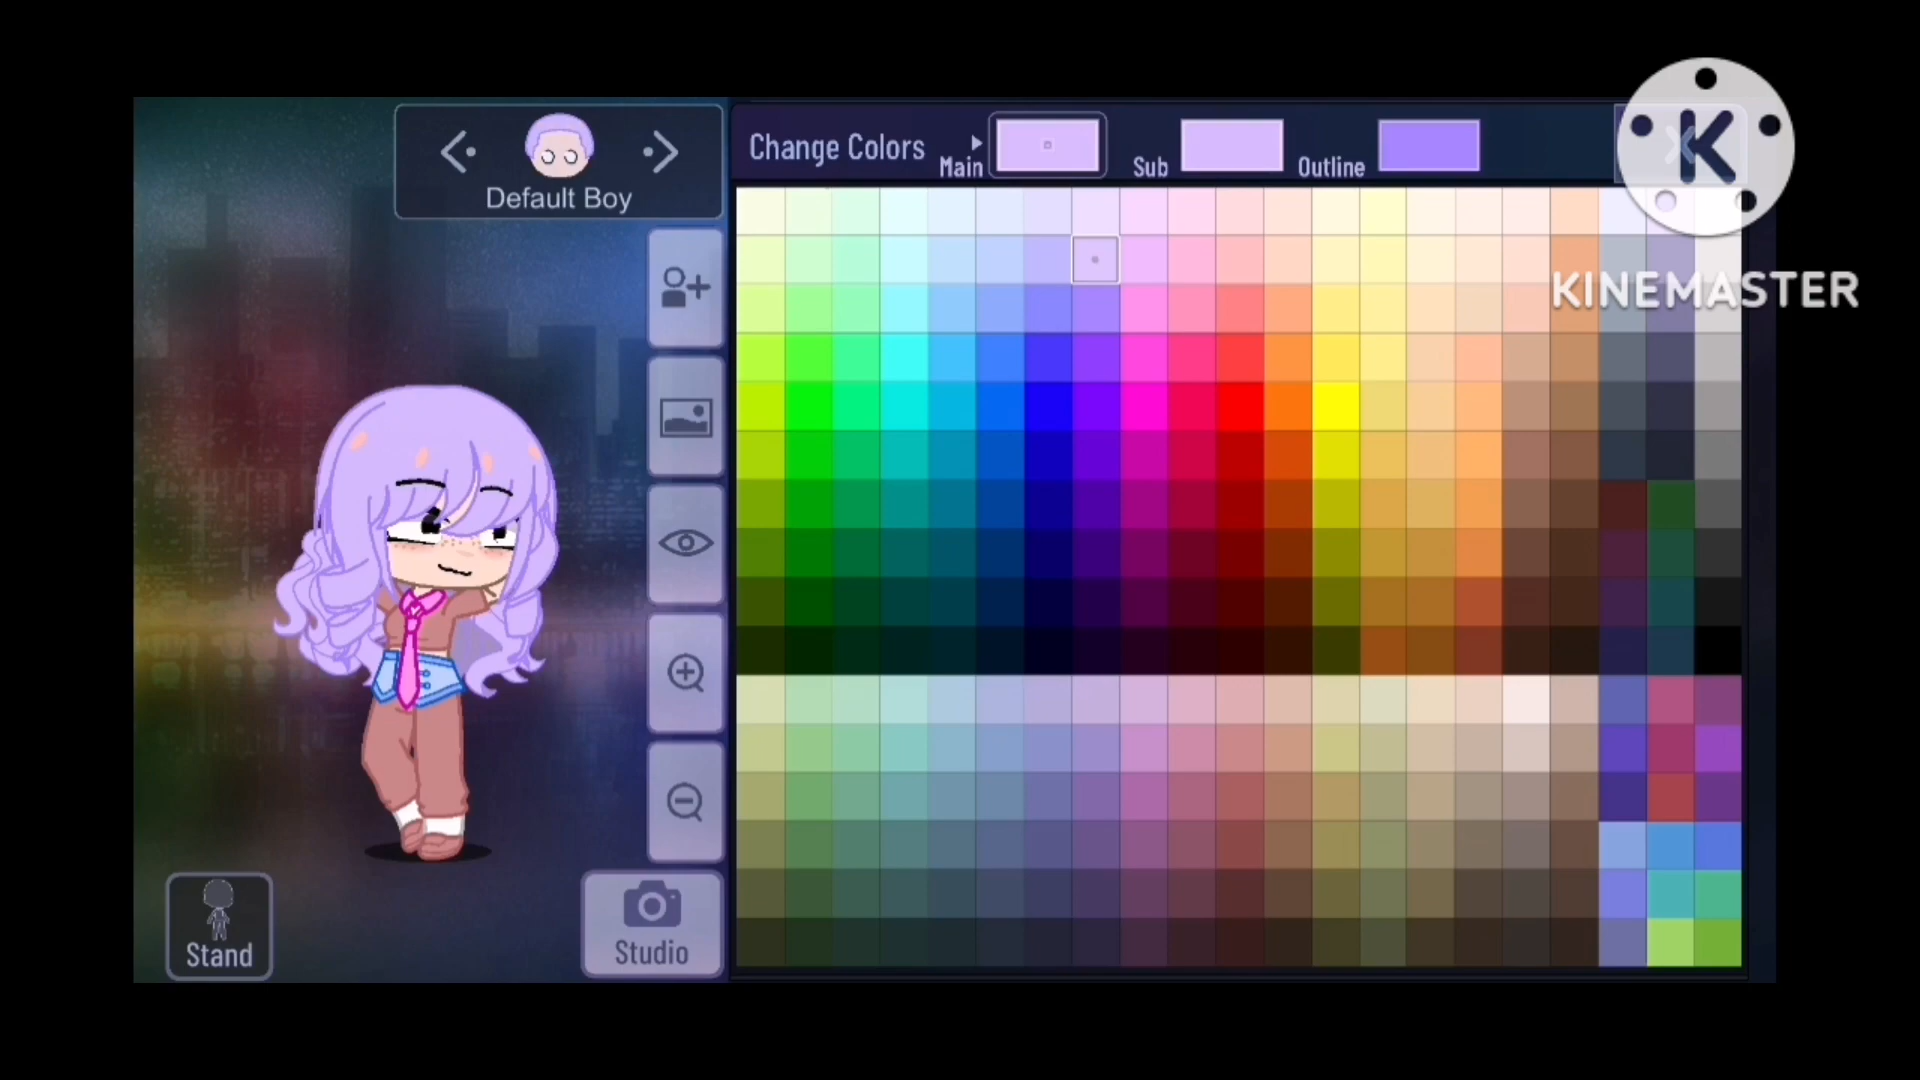 Default Boy
Change Colors
Main
Sub
Outline
K
KINEMASTER
Stand
Studio